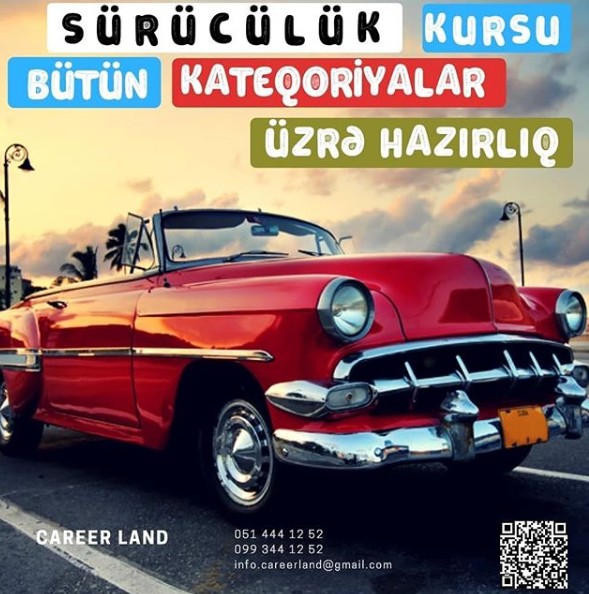 SÜRÜCÜLÜK KURSU
BÜTÜN KATEQORİYALAR
ÜZRƏ HAZIRLIQ
CAREER LAND
051 444 12 52
099 344 12 52
info.careerland@gmail.com